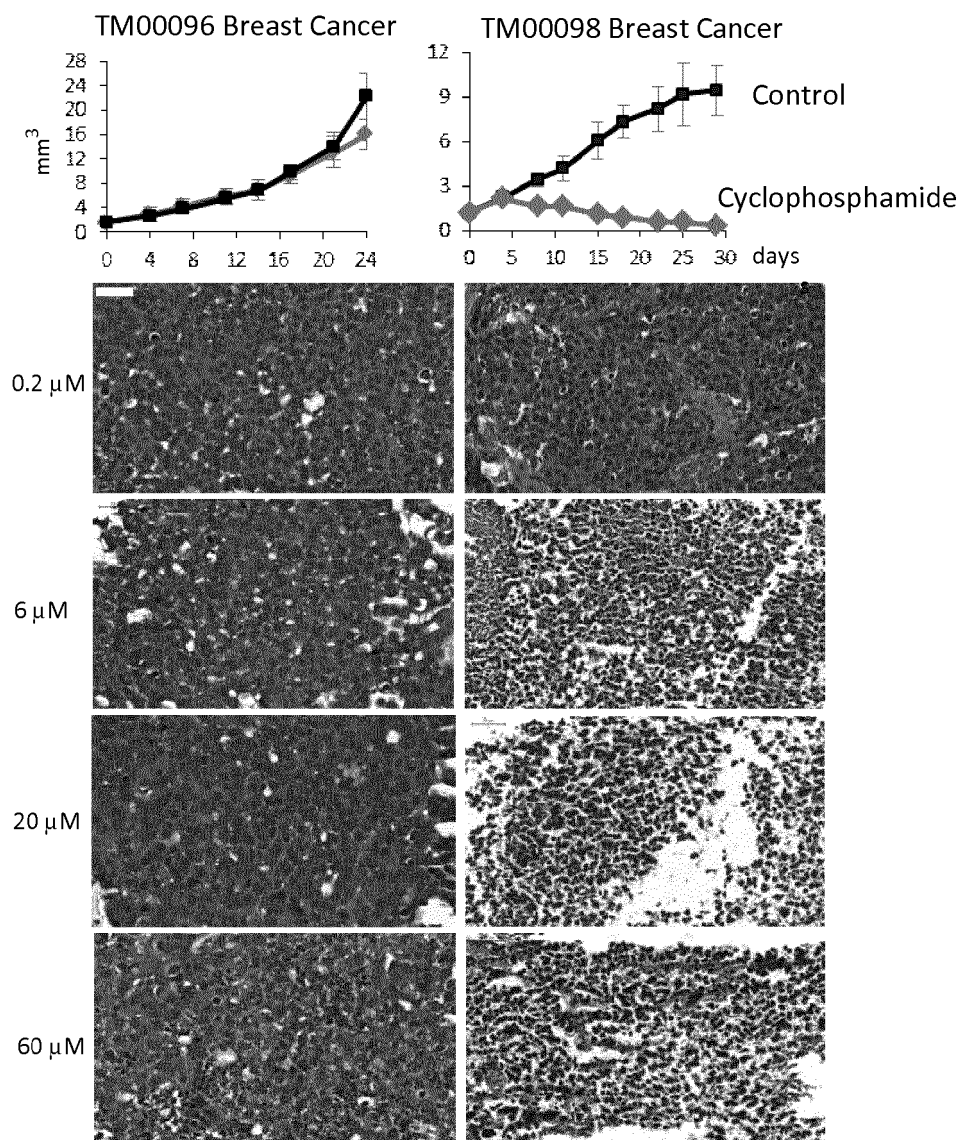 TM00096 Breast Cancer
TM00098 Breast Cancer
28
24
20
16
12
8
4
0
mm³
0 4 8 12 16 20 24
12
9
6
3
0
0 5 10 15 20 25 30 days
Control
Cyclophosphamide
0.2 µM
6 µM
20 µM
60 µM